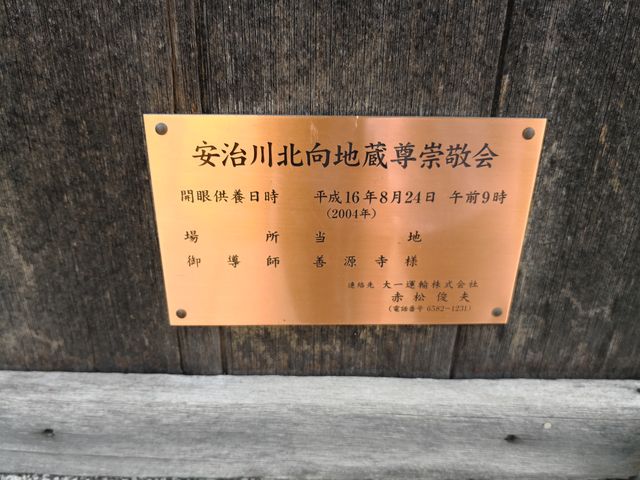 安治川北向地蔵尊崇敬会
開眼供養日時 平成16年8月24日 午前9時
(2004年)
場所 当地
御導師 善源寺様
連絡先 大一運輸株式会社
赤松俊夫
(電話番号 6582-1231)